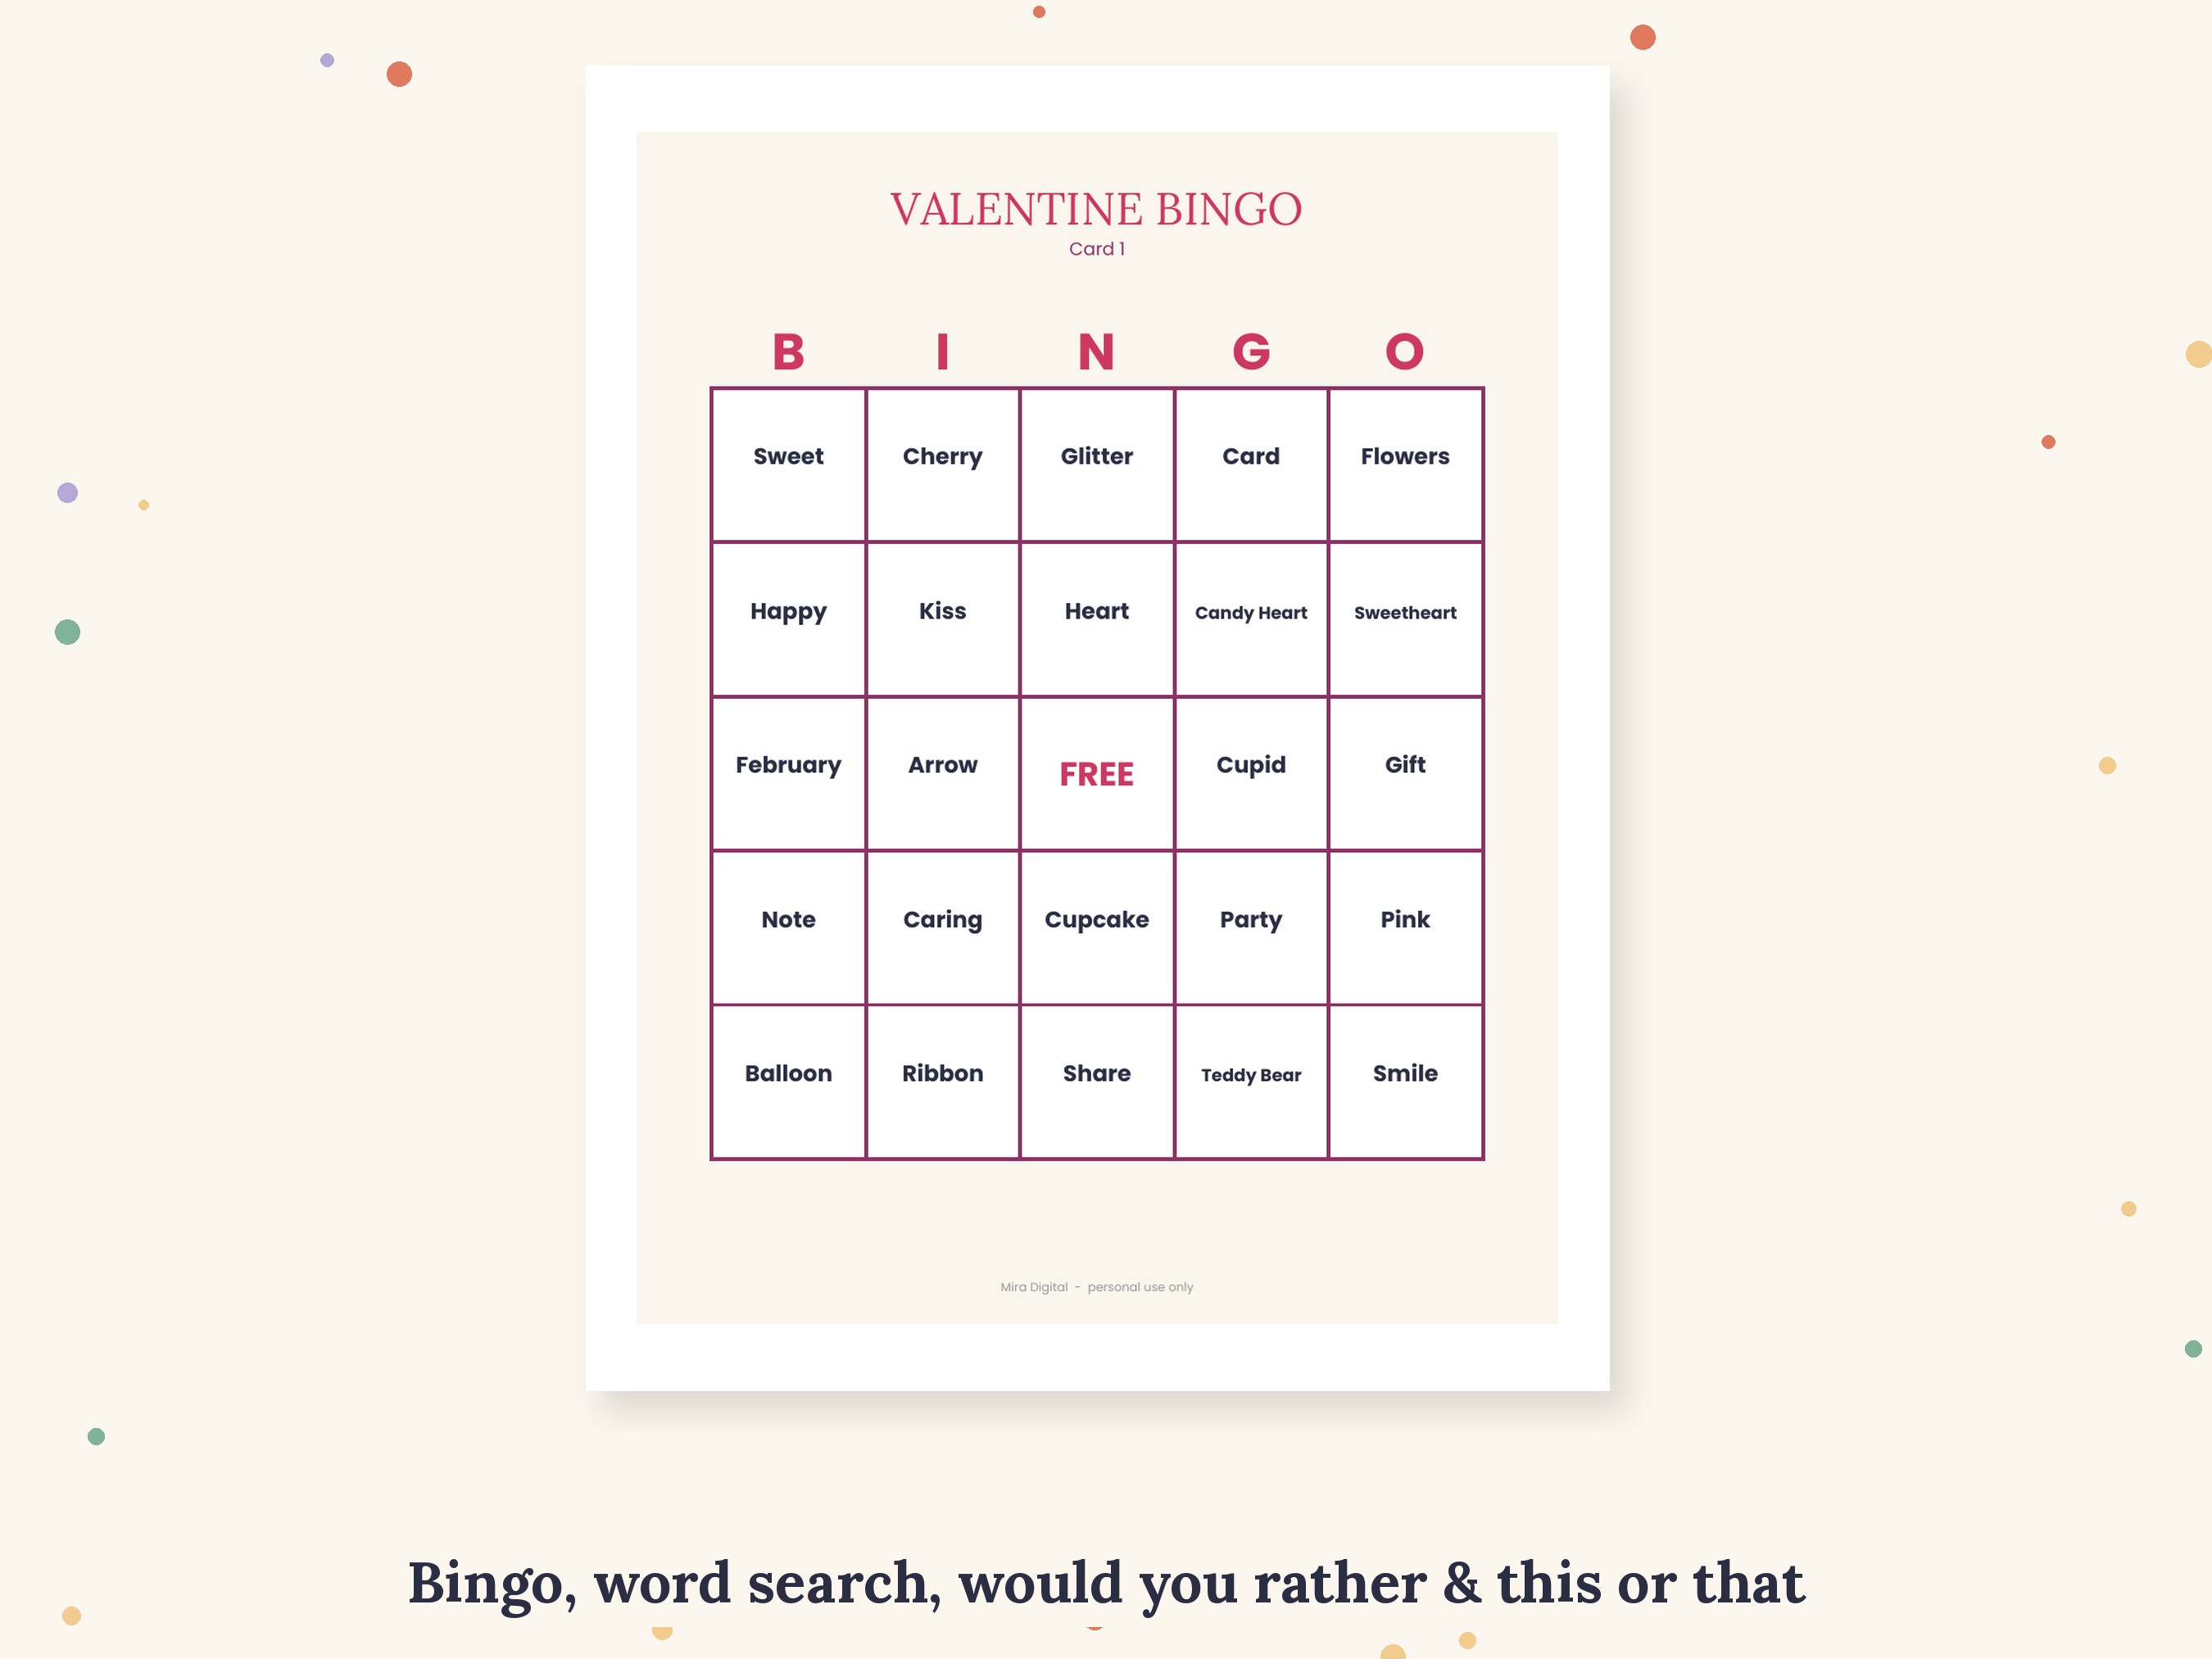 VALENTINE BINGO
Card 1
B I N G O
Sweet Cherry Glitter Card Flowers
Happy Kiss Heart Candy Heart Sweetheart
February Arrow FREE Cupid Gift
Note Caring Cupcake Party Pink
Balloon Ribbon Share Teddy Bear Smile
Mira Digital - personal use only
Bingo, word search, would you rather & this or that